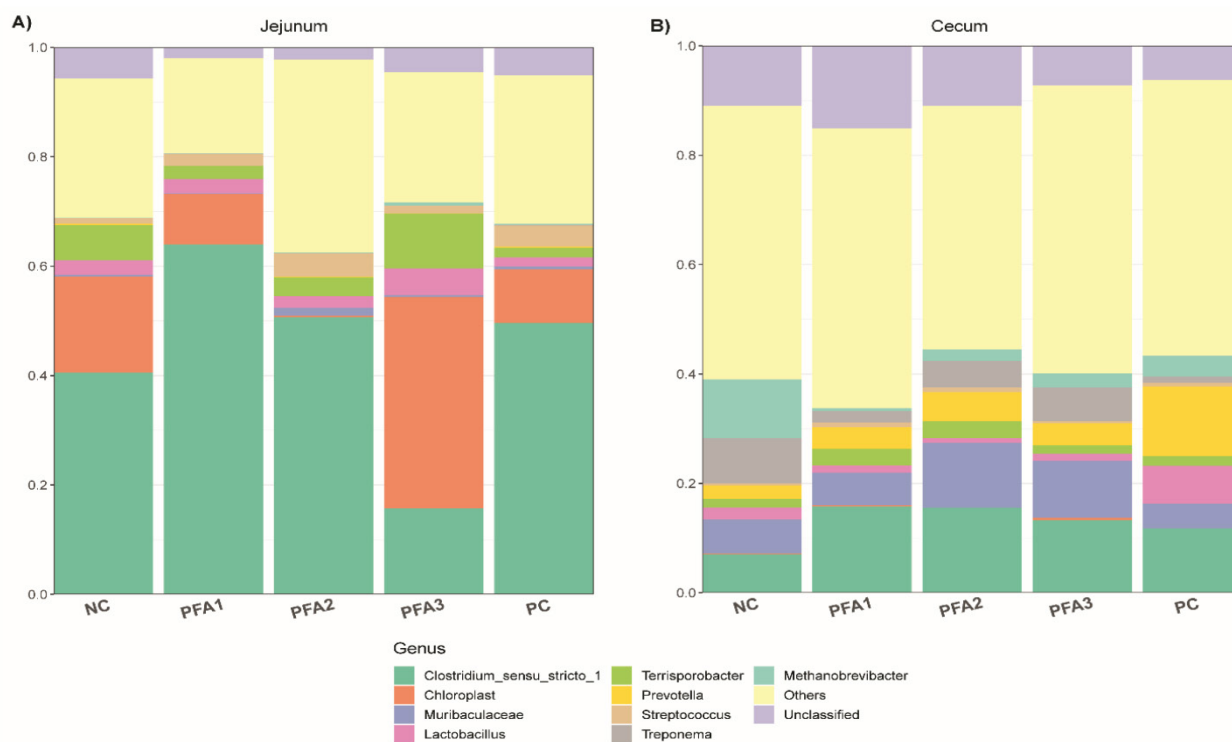 A) Jejunum
B) Cecum
1.0
0.8
0.6
0.4
0.2
0.0
NC PFA1 PFA2 PFA3 PC
1.0
0.8
0.6
0.4
0.2
0.0
NC PFA1 PFA2 PFA3 PC
Genus
Clostridium_sensu_stricto_1
Chloroplast
Muribaculaceae
Lactobacillus
Terrisporobacter
Prevotella
Streptococcus
Treponema
Methanobrevibacter
Others
Unclassified